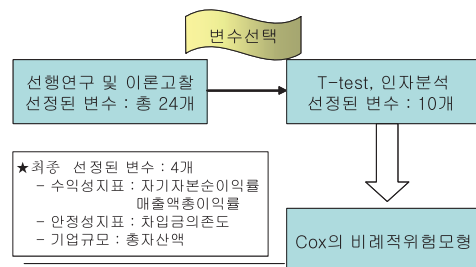 변수선택
선행연구 및 이론고찰
선정된 변수 : 총 24개
T-test, 인자분석
선정된 변수 : 10개
★최종 선정된 변수 : 4개
- 수익성지표 : 자기자본순이익률
매출액총이익률
- 안정성지표 : 차입금의존도
- 기업규모 : 총자산액
Cox의 비례적위험모형